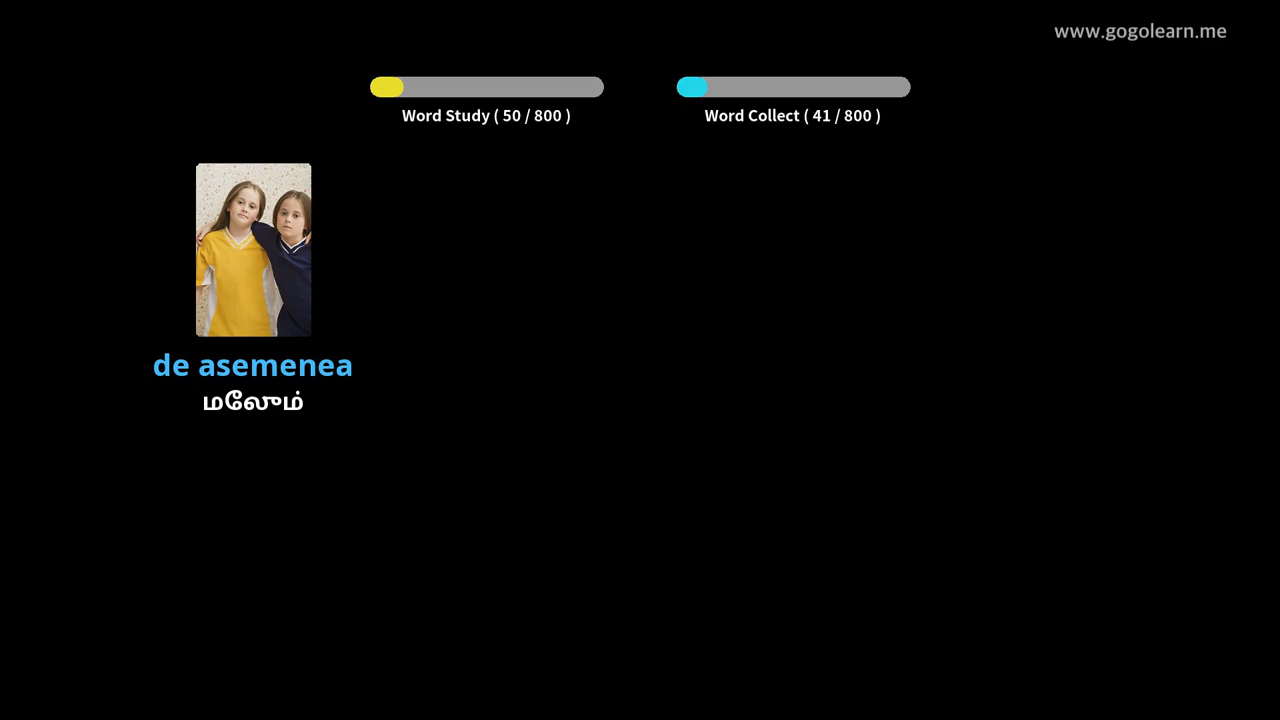 www.gogolearn.me
Word Study ( 50 / 800 )
Word Collect ( 41 / 800 )
de asemenea
மலேும்